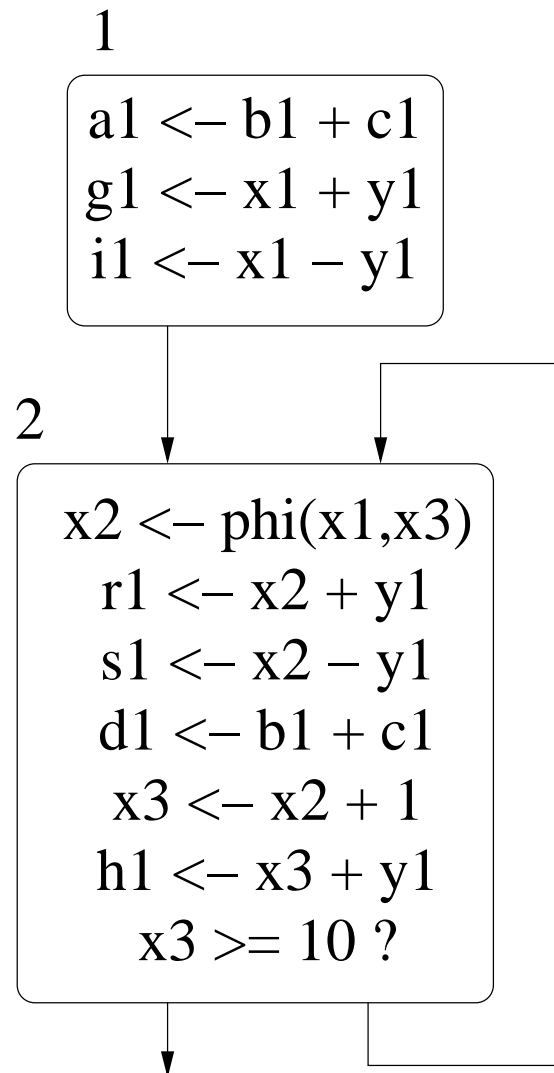 1
a1 <– b1 + c1
g1 <– x1 + y1
i1 <– x1 – y1
2
x2 <– phi(x1,x3)
r1 <– x2 + y1
s1 <– x2 – y1
d1 <– b1 + c1
x3 <– x2 + 1
h1 <– x3 + y1
x3 >= 10 ?